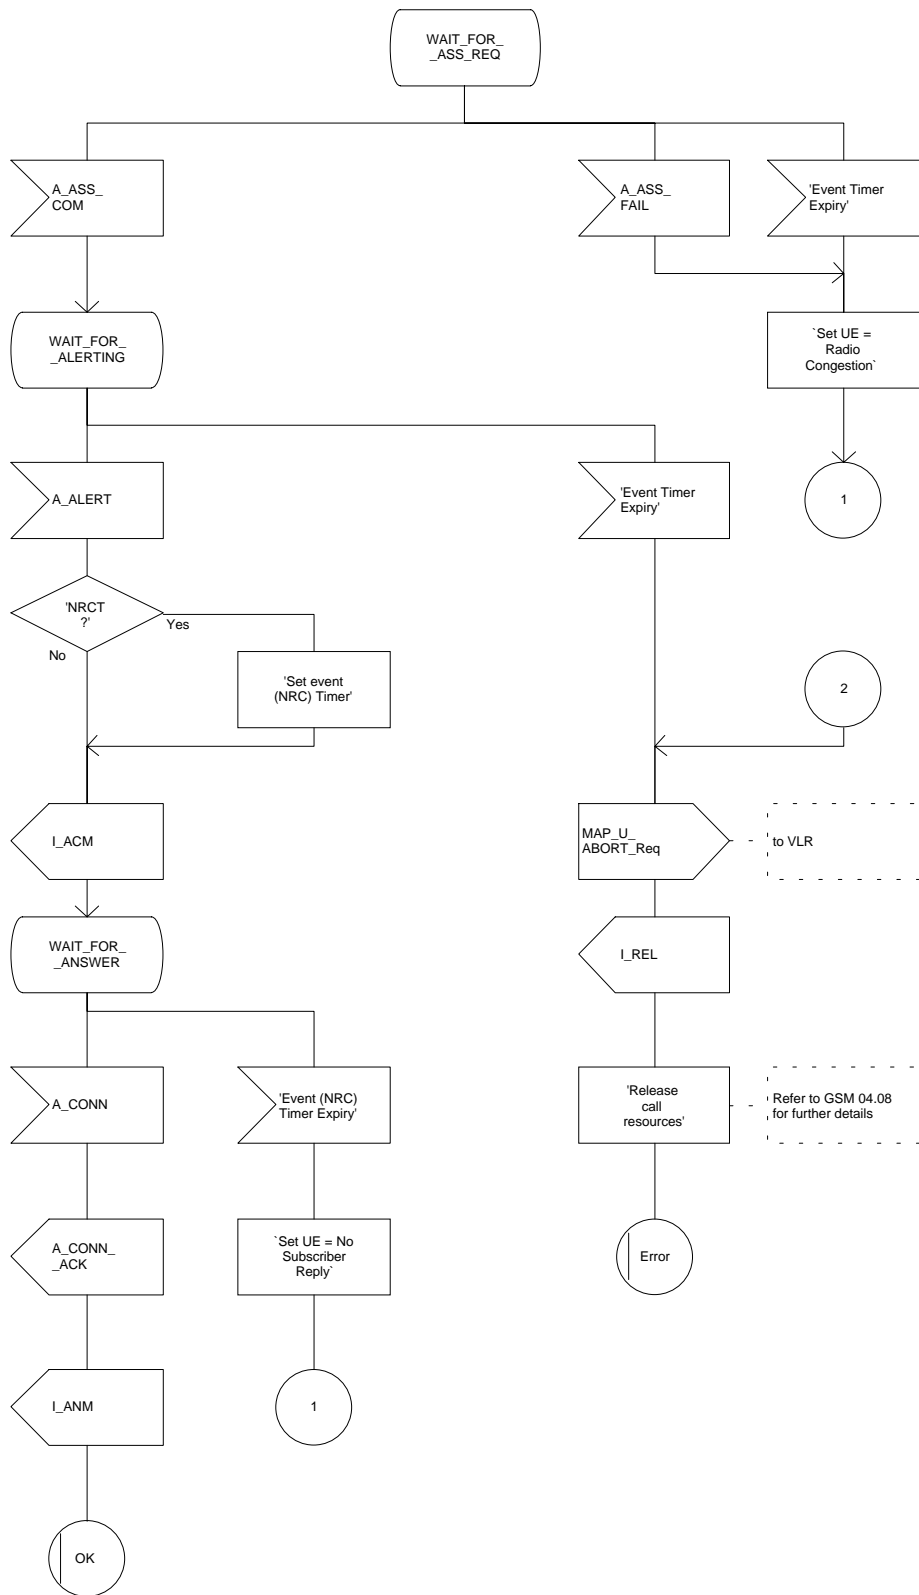 WAIT_FOR_
_ASS_REQ
A_ASS_
COM
A_ASS_
FAIL
'Event Timer
Expiry'
WAIT_FOR_
_ALERTING
`Set UE =
Radio
Congestion`
A_ALERT
'Event Timer
Expiry'
1
'NRCT
?'
Yes
No
'Set event
(NRC) Timer'
2
I_ACM
MAP_U_
ABORT_Req
to VLR
WAIT_FOR_
_ANSWER
I_REL
A_CONN
'Event (NRC)
Timer Expiry'
'Release
call
resources'
Refer to GSM 04.08
for further details
A_CONN_
_ACK
`Set UE = No
Subscriber
Reply`
Error
I_ANM
1
OK